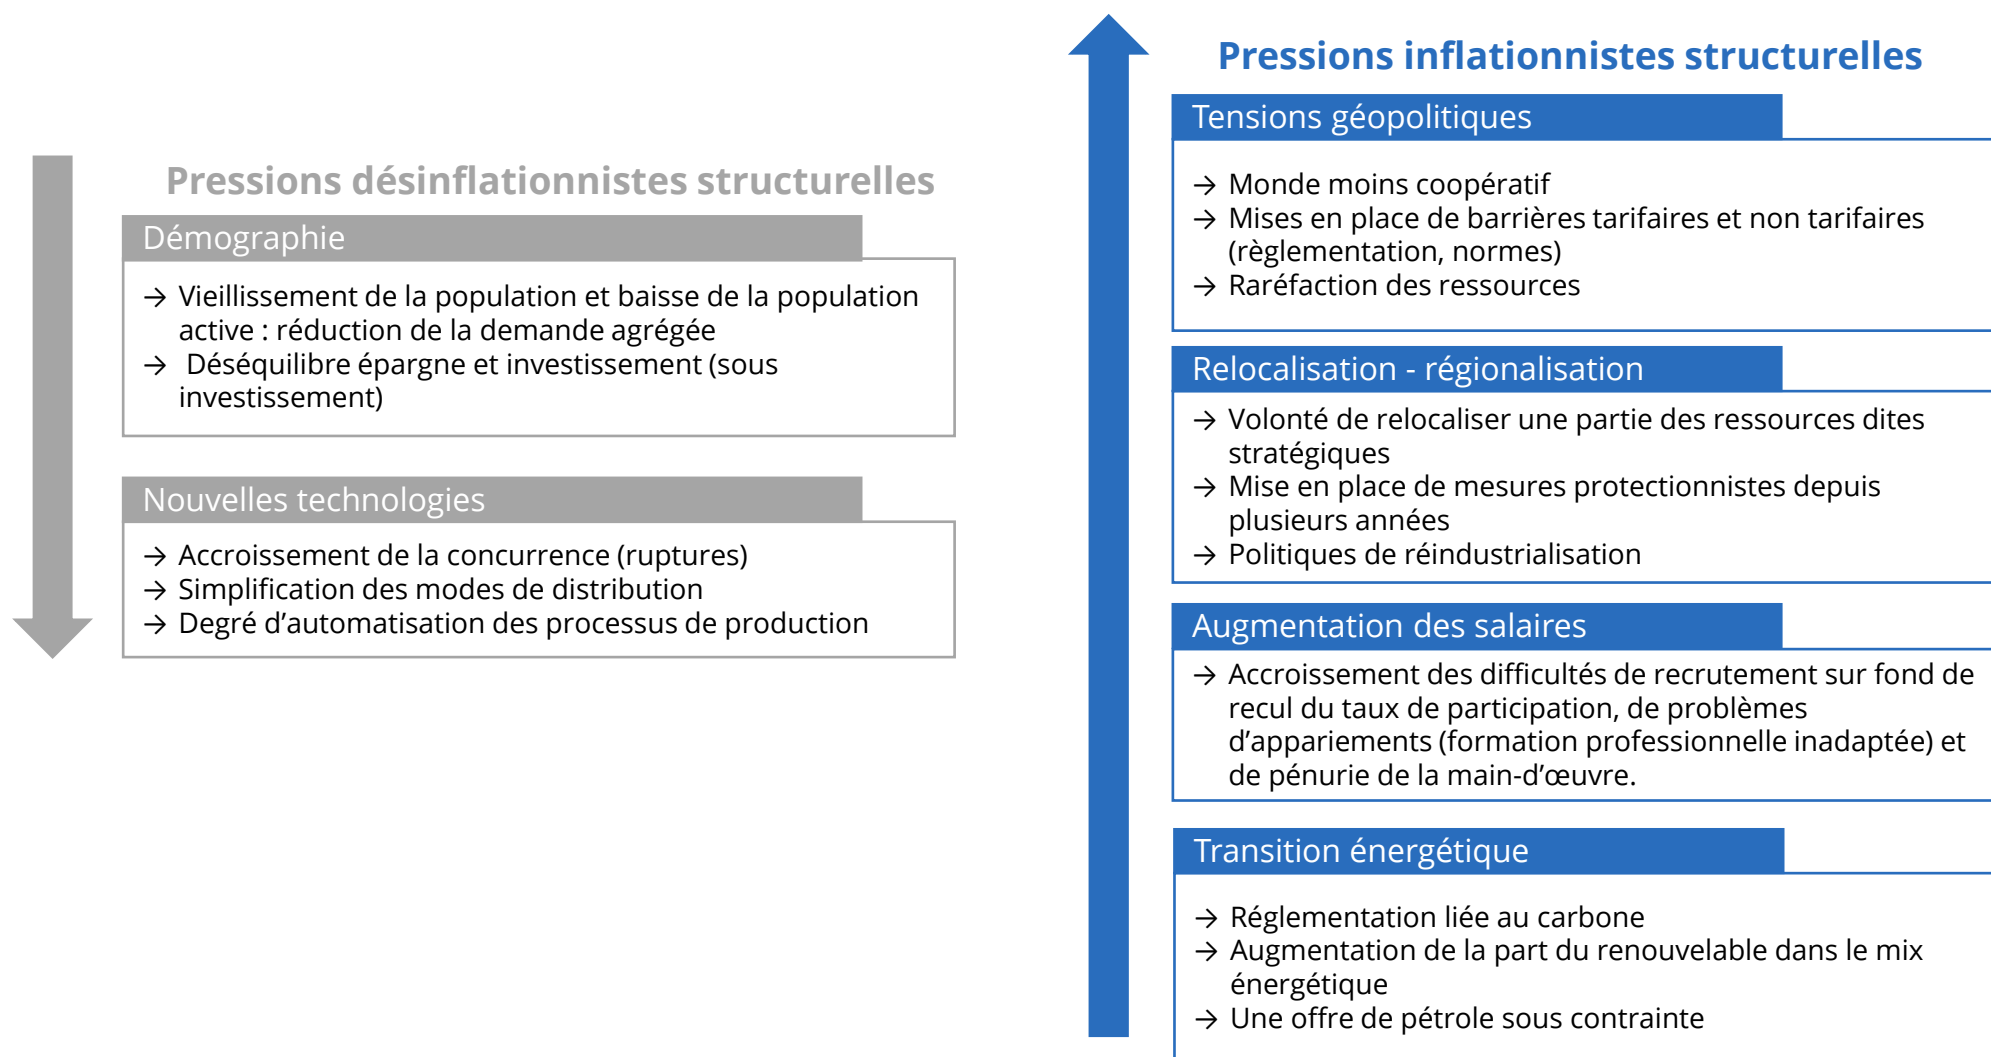 Pressions désinflationnistes structurelles
Démographie
→ Vieillissement de la population et baisse de la population
active : réduction de la demande agrégée
→ Déséquilibre épargne et investissement (sous
investissement)
Nouvelles technologies
→ Accroissement de la concurrence (ruptures)
→ Simplification des modes de distribution
→ Degré d’automatisation des processus de production
Pressions inflationnistes structurelles
Tensions géopolitiques
→ Monde moins coopératif
→ Mises en place de barrières tarifaires et non tarifaires
(règlementation, normes)
→ Raréfaction des ressources
Relocalisation - régionalisation
→ Volonté de relocaliser une partie des ressources dites
stratégiques
→ Mise en place de mesures protectionnistes depuis
plusieurs années
→ Politiques de réindustrialisation
Augmentation des salaires
→ Accroissement des difficultés de recrutement sur fond de
recul du taux de participation, de problèmes
d’appariements (formation professionnelle inadaptée) et
de pénurie de la main-d’œuvre.
Transition énergétique
→ Réglementation liée au carbone
→ Augmentation de la part du renouvelable dans le mix
énergétique
→ Une offre de pétrole sous contrainte